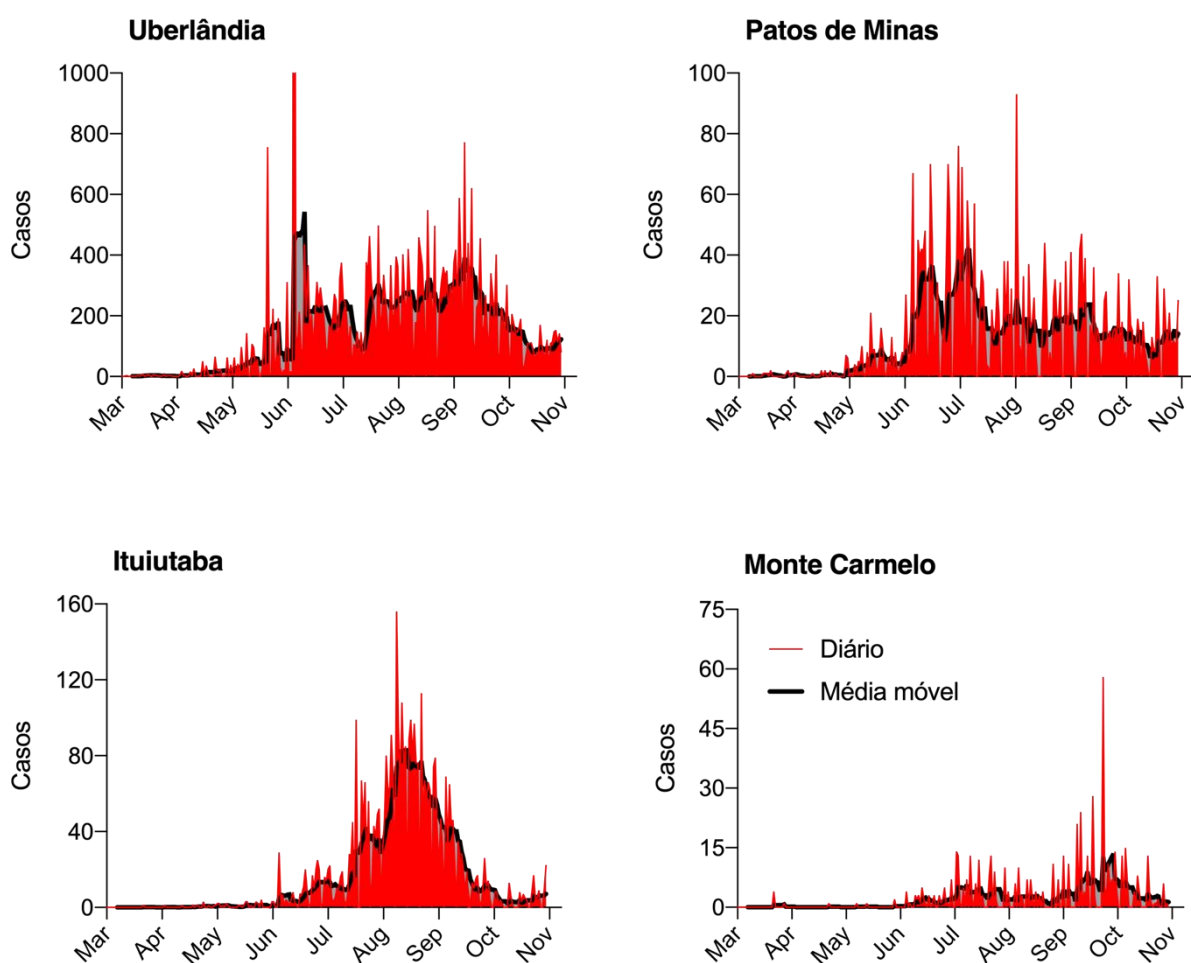 Uberlândia
Casos
1000
800
600
400
200
0
Mar Apr May Jun Jul Aug Sep Oct Nov
Patos de Minas
Casos
100
80
60
40
20
0
Mar Apr May Jun Jul Aug Sep Oct Nov
Ituiutaba
Casos
160
120
80
40
0
Mar Apr May Jun Jul Aug Sep Oct Nov
Monte Carmelo
Casos
75
60
45
30
15
0
Diário
Média móvel
Mar Apr May Jun Jul Aug Sep Oct Nov